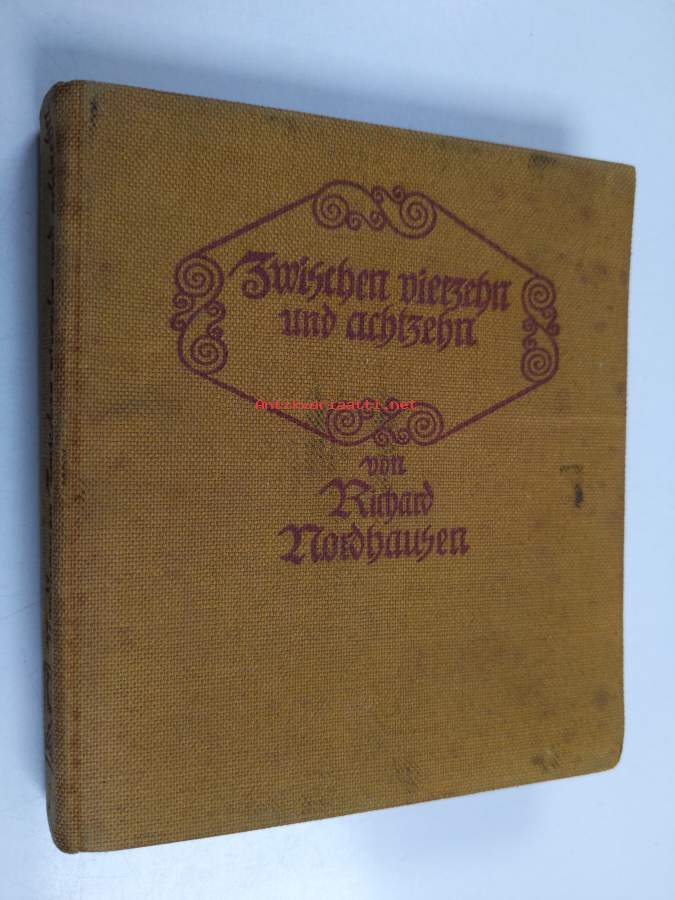 Zwischen vierzehn
und achtzehn
Antikvariaatti.net
von
Richard
Nordhausen